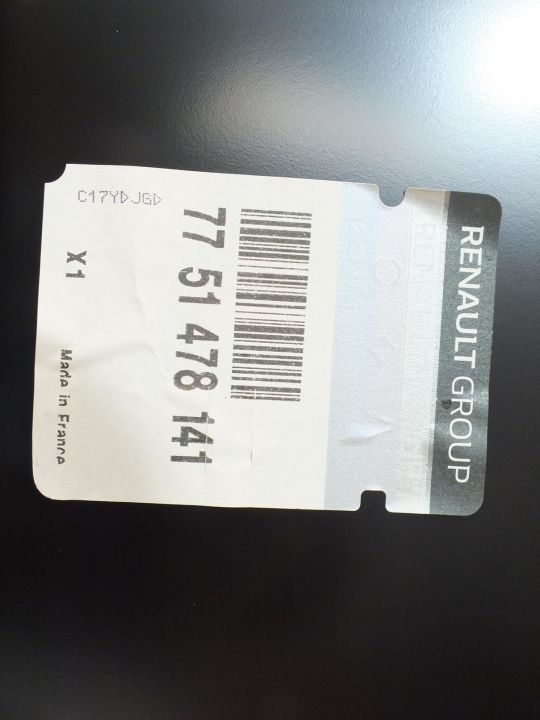 RENAULT GROUP
77 51 478 141
X1
Made in France
C17YDJGD